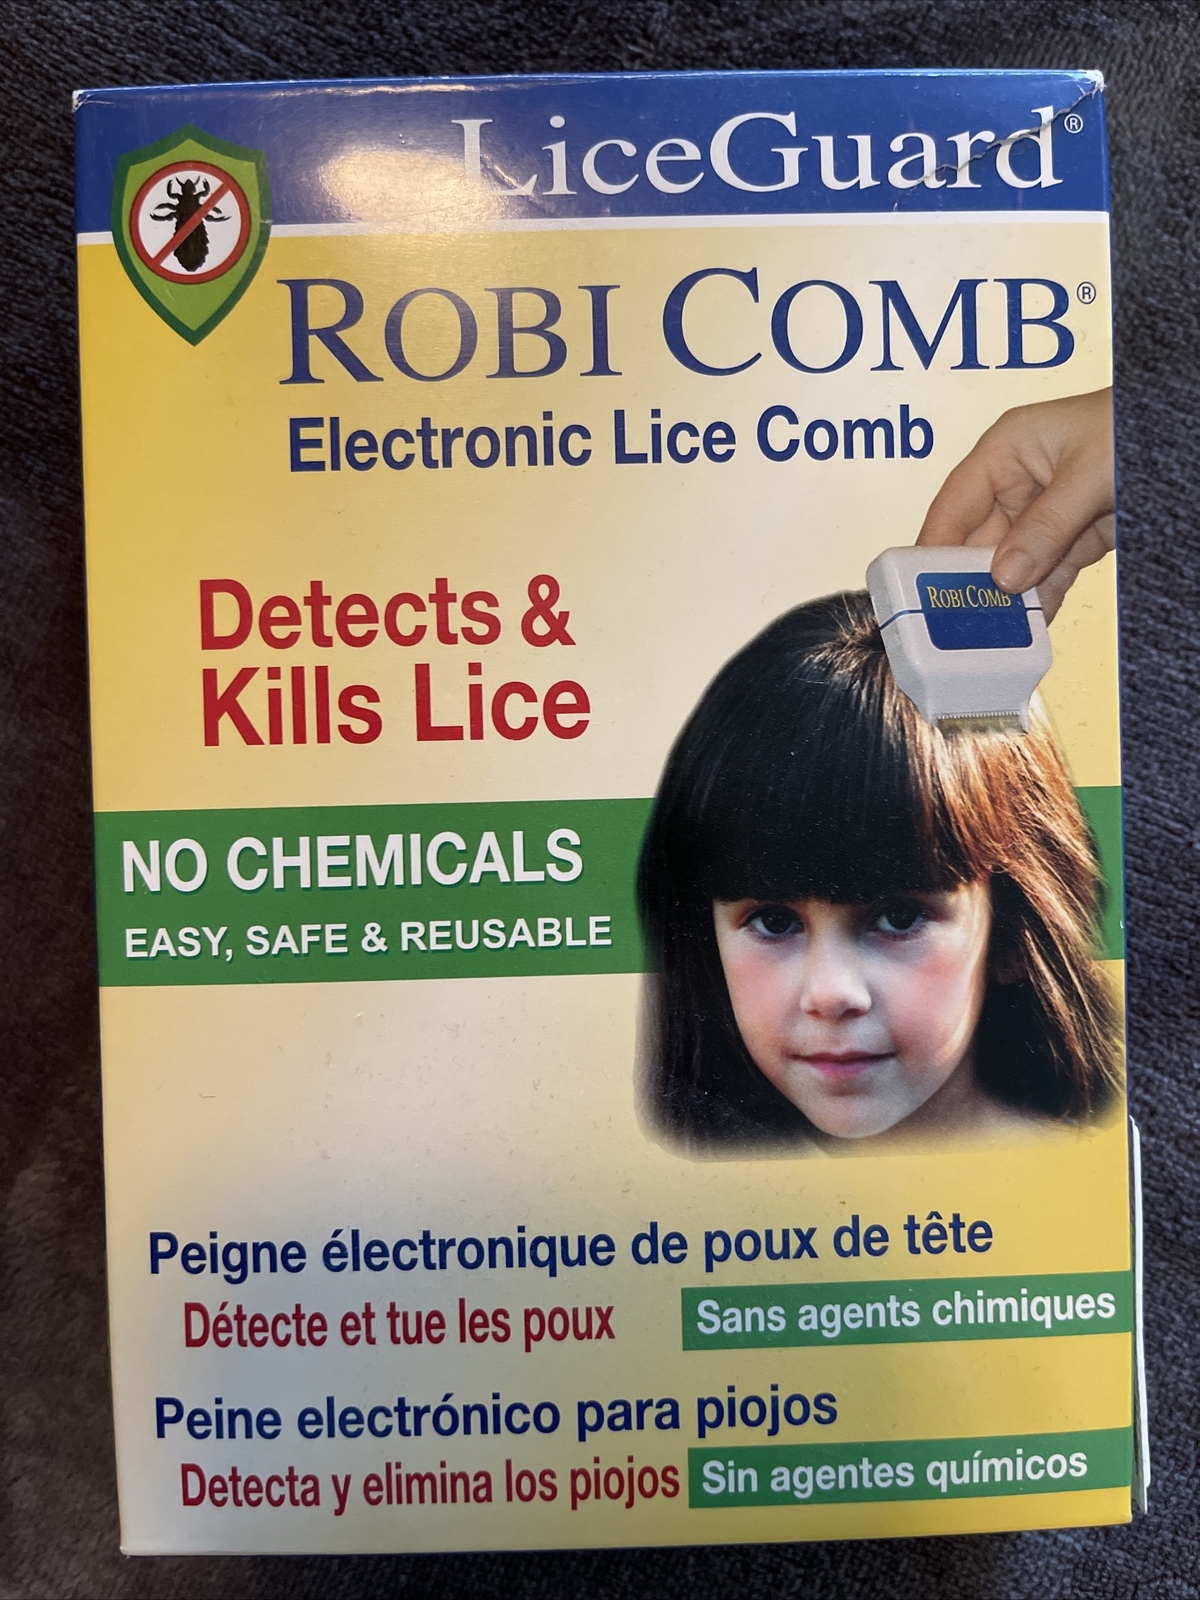 LiceGuard®
ROBI COMB®
Electronic Lice Comb
ROBICOMB
Detects &
Kills Lice
NO CHEMICALS
EASY, SAFE & REUSABLE
Peigne électronique de poux de tête
Détecte et tue les poux
Sans agents chimiques
Peine electrónico para piojos
Detecta y elimina los piojos
Sin agentes químicos